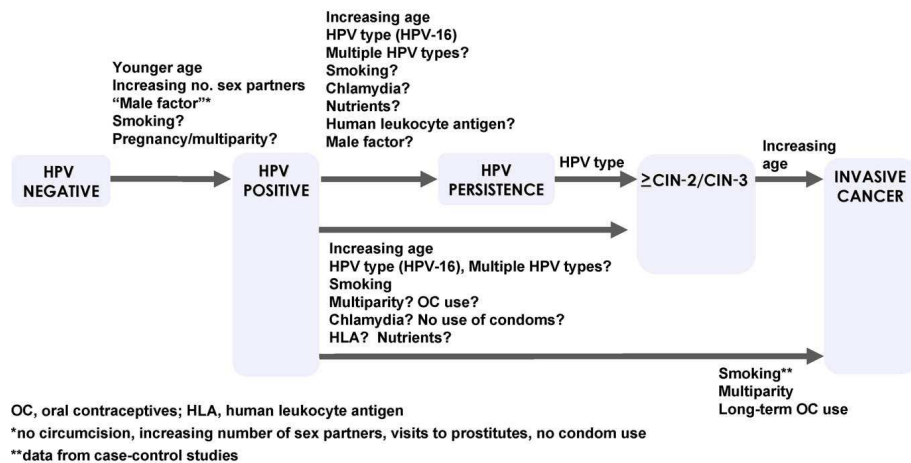 Younger age
Increasing no. sex partners
“Male factor”*
Smoking?
Pregnancy/multiparity?
Increasing age
HPV type (HPV-16)
Multiple HPV types?
Smoking?
Chlamydia?
Nutrients?
Human leukocyte antigen?
Male factor?
HPV
NEGATIVE
HPV
POSITIVE
HPV
PERSISTENCE
HPV type
≥CIN-2/CIN-3
Increasing
age
INVASIVE
CANCER
Increasing age
HPV type (HPV-16), Multiple HPV types?
Smoking
Multiparity? OC use?
Chlamydia? No use of condoms?
HLA? Nutrients?
Smoking**
Multiparity
Long-term OC use
OC, oral contraceptives; HLA, human leukocyte antigen
*no circumcision, increasing number of sex partners, visits to prostitutes, no condom use
**data from case-control studies